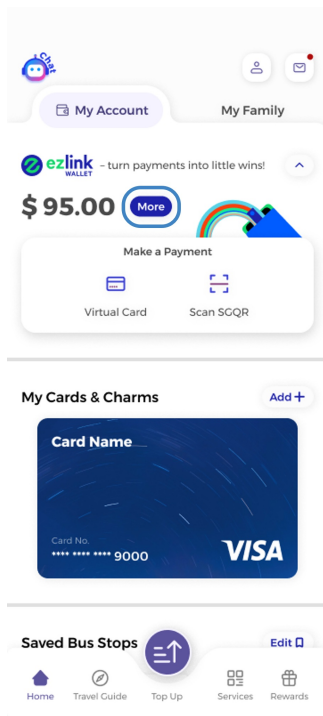 Chat
My Account My Family
ezlink WALLET – turn payments into little wins!
$ 95.00 More
Make a Payment
Virtual Card Scan SGQR
My Cards & Charms Add +
Card Name
Card No.
**** **** **** 9000 VISA
Saved Bus Stops Edit
Home Travel Guide Top Up Services Rewards